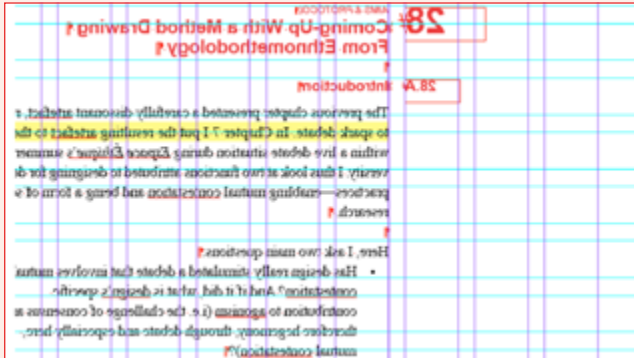 AIMS & PROTOCOL¶
28# Coming-Up With a Method Drawing¶
From Ethnomethodology¶
¶
28.A# Introduction¶
The previous chapter presented a carefully dissonant artefact, r
to spark debate. In Chapter 7 I put the resulting artefact to the
within a live debate situation during Espace Éthique's summer
versity. I thus look at two functions attributed to designing for de
practices—enabling mutual contestation and being a form of s
research.¶
¶
Here, I ask two main questions.¶
• Has design really stimulated a debate that involves mutual
contestation? And if it did, what is design's specific
contribution to agonism (i.e. the challenge of consensus a
therefore hegemony, through debate and especially here,
mutual contestation)?¶